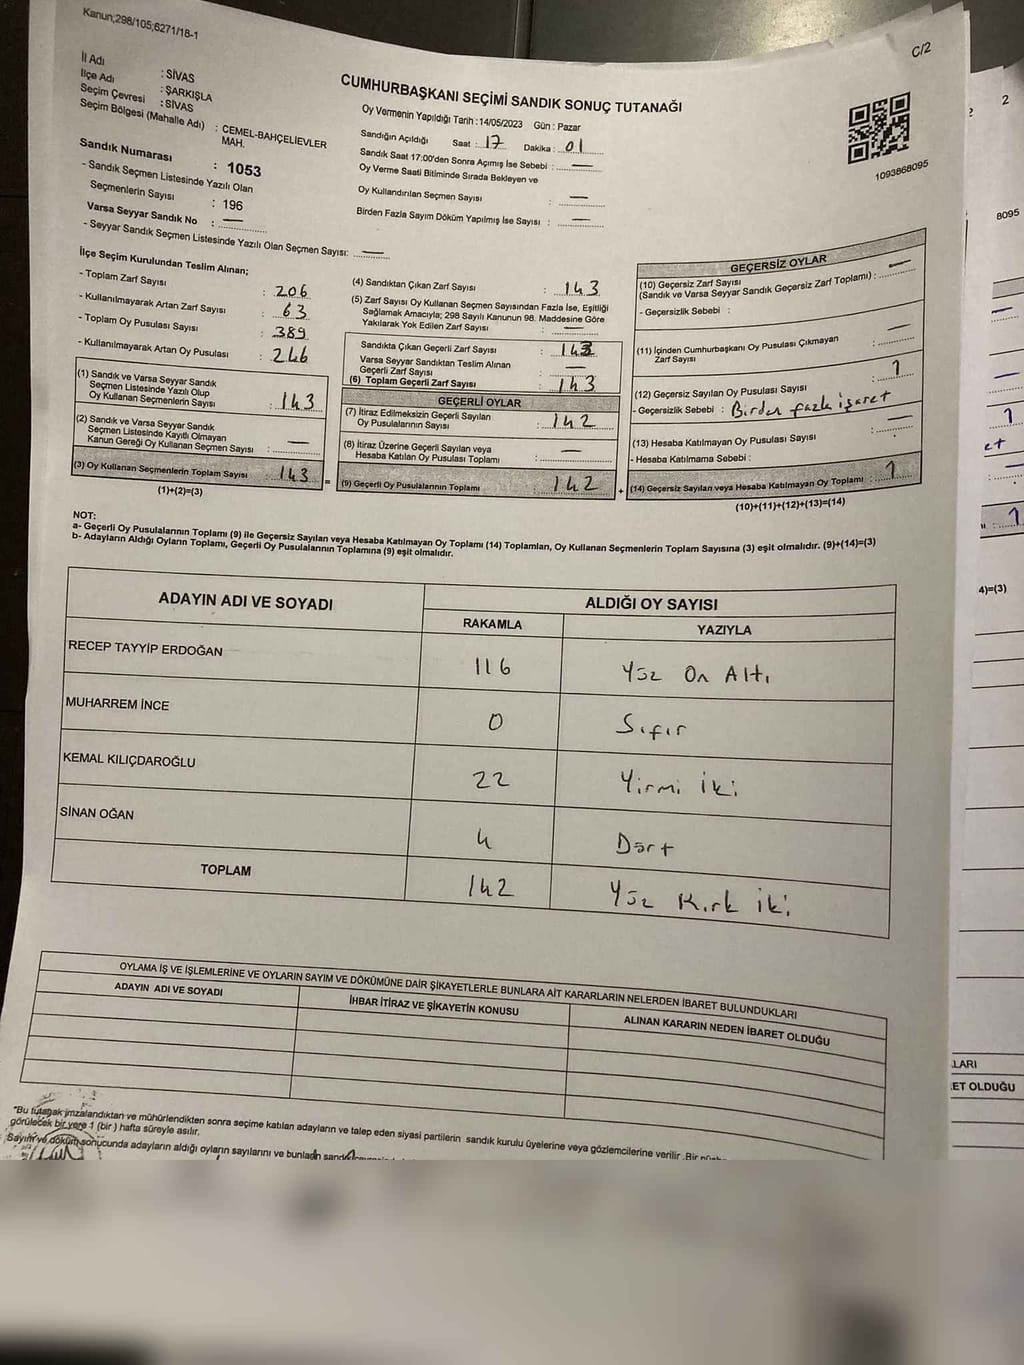 Kanun;298/105;6271/18-1
C/2
İl Adı : SİVAS
İlçe Adı : ŞARKIŞLA
Seçim Çevresi : SİVAS
Seçim Bölgesi (Mahalle Adı) : CEMEL-BAHÇELİEVLER MAH.
Sandık Numarası : 1053
- Sandık Seçmen Listesinde Yazılı Olan
Seçmenlerin Sayısı : 196
Varsa Seyyar Sandık No : —
- Seyyar Sandık Seçmen Listesinde Yazılı Olan Seçmen Sayısı: —
CUMHURBAŞKANI SEÇİMİ SANDIK SONUÇ TUTANAĞI
Oy Vermenin Yapıldığı Tarih : 14/05/2023 Gün : Pazar
Sandığın Açıldığı Saat : 17 Dakika : 01
Sandık Saat 17:00'den Sonra Açımış İse Sebebi : —
Oy Verme Saati Bitiminde Sırada Bekleyen ve
Oy Kullandırılan Seçmen Sayısı : —
Birden Fazla Sayım Döküm Yapılmış İse Sayısı : —
1093868095
İlçe Seçim Kurulundan Teslim Alınan;
- Toplam Zarf Sayısı : 206
- Kullanılmayarak Artan Zarf Sayısı : 63
- Toplam Oy Pusulası Sayısı : 389
- Kullanılmayarak Artan Oy Pusulası : 246
(1) Sandık ve Varsa Seyyar Sandık
Seçmen Listesinde Yazılı Olup
Oy Kullanan Seçmenlerin Sayısı : 143
(2) Sandık ve Varsa Seyyar Sandık
Seçmen Listesinde Kayıtlı Olmayan
Kanun Gereği Oy Kullanan Seçmen Sayısı : —
(3) Oy Kullanan Seçmenlerin Toplam Sayısı : 143 =
(1)+(2)=(3)
(4) Sandıktan Çıkan Zarf Sayısı : 143
(5) Zarf Sayısı Oy Kullanan Seçmen Sayısından Fazla İse, Eşitliği
Sağlamak Amacıyla; 298 Sayılı Kanunun 98. Maddesine Göre
Yakılarak Yok Edilen Zarf Sayısı : —
Sandıkta Çıkan Geçerli Zarf Sayısı : 143
Varsa Seyyar Sandıktan Teslim Alınan
Geçerli Zarf Sayısı : —
(6) Toplam Geçerli Zarf Sayısı : 143
GEÇERLİ OYLAR
(7) İtiraz Edilmeksizin Geçerli Sayılan
Oy Pusulalarının Sayısı : 142
(8) İtiraz Üzerine Geçerli Sayılan veya
Hesaba Katılan Oy Pusulası Toplamı : —
(9) Geçerli Oy Pusulalarının Toplamı : 142 +
GEÇERSİZ OYLAR
(10) Geçersiz Zarf Sayısı
(Sandık ve Varsa Seyyar Sandık Geçersiz Zarf Toplamı) : —
- Geçersizlik Sebebi :
(11) İçinden Cumhurbaşkanı Oy Pusulası Çıkmayan
Zarf Sayısı : —
(12) Geçersiz Sayılan Oy Pusulası Sayısı : 1
- Geçersizlik Sebebi : Birden fazla işaret
(13) Hesaba Katılmayan Oy Pusulası Sayısı : —
- Hesaba Katılmama Sebebi :
(14) Geçersiz Sayılan veya Hesaba Katılmayan Oy Toplamı : 1
(10)+(11)+(12)+(13)=(14)
NOT:
a- Geçerli Oy Pusulalarının Toplamı (9) ile Geçersiz Sayılan veya Hesaba Katılmayan Oy Toplamı (14) Toplamları, Oy Kullanan Seçmenlerin Toplam Sayısına (3) eşit olmalıdır. (9)+(14)=(3)
b- Adayların Aldığı Oyların Toplamı, Geçerli Oy Pusulalarının Toplamına (9) eşit olmalıdır.
ADAYIN ADI VE SOYADI ALDIĞI OY SAYISI
RAKAMLA YAZIYLA
RECEP TAYYİP ERDOĞAN 116 Yüz On Altı
MUHARREM İNCE 0 Sıfır
KEMAL KILIÇDAROĞLU 22 Yirmi İki
SİNAN OĞAN 4 Dört
TOPLAM 142 Yüz Kırk İki
OYLAMA İŞ VE İŞLEMLERİNE VE OYLARIN SAYIM VE DÖKÜMÜNE DAİR ŞİKAYETLERLE BUNLARA AİT KARARLARIN NELERDEN İBARET BULUNDUKLARI
ADAYIN ADI VE SOYADI İHBAR İTİRAZ VE ŞİKAYETİN KONUSU ALINAN KARARIN NEDEN İBARET OLDUĞU
"Bu tutanak imzalandıktan ve mühürlendikten sonra seçime katılan adayların ve talep eden siyasi partilerin sandık kurulu üyelerine veya gözlemcilerine verilir .Bir
görülecek bir yere 1 (bir ) hafta süreyle asılır.
Sayım ve döküm sonucunda adayların aldığı oyların sayılarını ve bunların
2
8095
1
et
1
4)=(3)
LARI
ET OLDUĞU